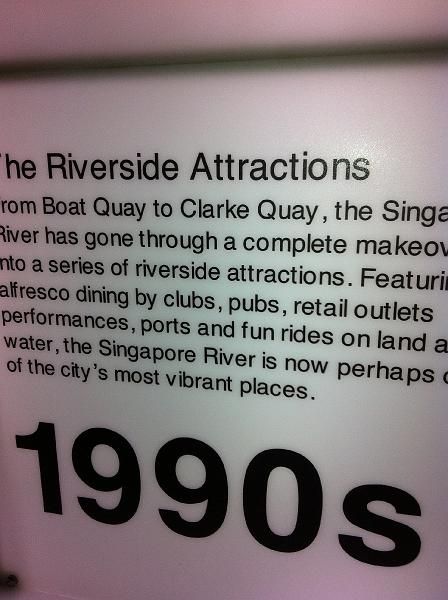 he Riverside Attractions
rom Boat Quay to Clarke Quay, the Singa
River has gone through a complete makeov
nto a series of riverside attractions. Featuri
alfresco dining by clubs, pubs, retail outlets
performances, ports and fun rides on land a
water, the Singapore River is now perhaps o
of the city's most vibrant places.
1990s